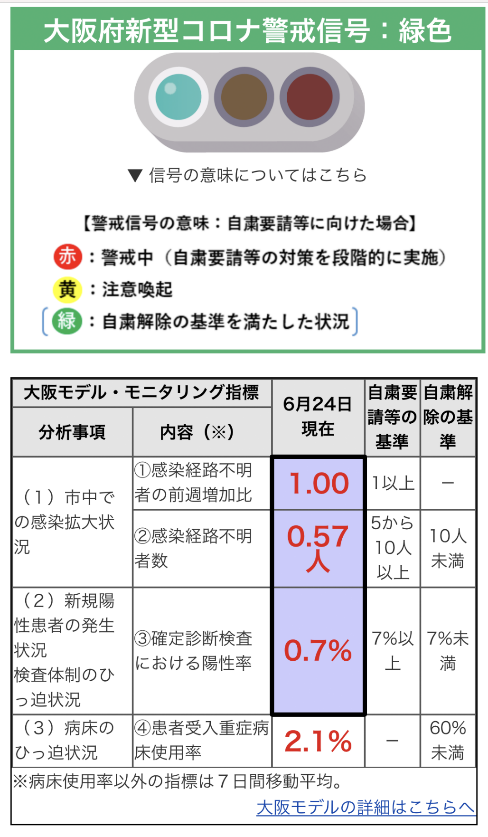 大阪府新型コロナ警戒信号：緑色
▼ 信号の意味についてはこちら
【警戒信号の意味：自粛要請等に向けた場合】
赤：警戒中（自粛要請等の対策を段階的に実施）
黄：注意喚起
緑：自粛解除の基準を満たした状況
大阪モデル・モニタリング指標
6月24日
現在
自粛要
請等の
基準
自粛解
除の基
準
分析事項
内容（※）
（1）市中で
の感染拡大状
況
①感染経路不明
者の前週増加比
1.00
1以上
－
②感染経路不明
者数
0.57
人
5から
10人
以上
10人
未満
（2）新規陽
性患者の発生
状況
検査体制のひ
っ迫状況
③確定診断検査
における陽性率
0.7%
7%以
上
7%未
満
（3）病床の
ひっ迫状況
④患者受入重症病
床使用率
2.1%
－
60%
未満
※病床使用率以外の指標は７日間移動平均。
大阪モデルの詳細はこちらへ